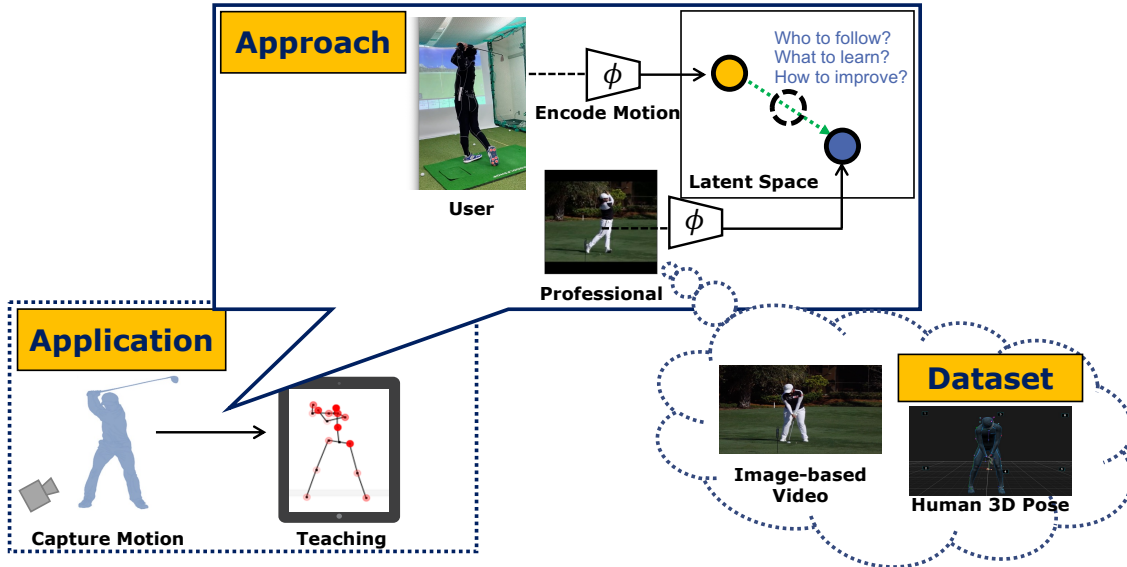 Approach
Who to follow?
What to learn?
How to improve?
ϕ
Encode Motion
Latent Space
User
ϕ
Professional
Application
Dataset
Image-based
Video
Human 3D Pose
Capture Motion
Teaching